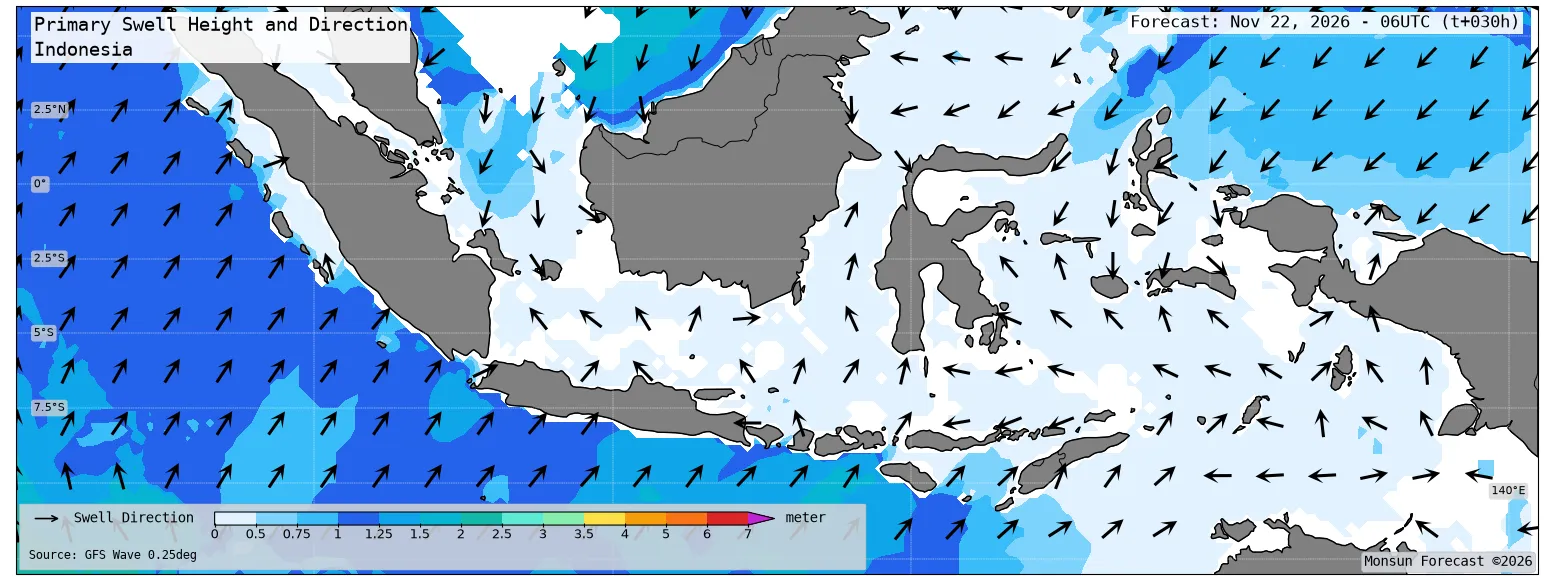 Primary Swell Height and Direction
Indonesia
Forecast: Nov 22, 2026 - 06UTC (t+030h)
2.5°N
0°
2.5°S
5°S
7.5°S
140°E
Swell Direction
meter
0 0.5 0.75 1 1.25 1.5 2 2.5 3 3.5 4 5 6 7
Source: GFS Wave 0.25deg
Monsun Forecast ©2026